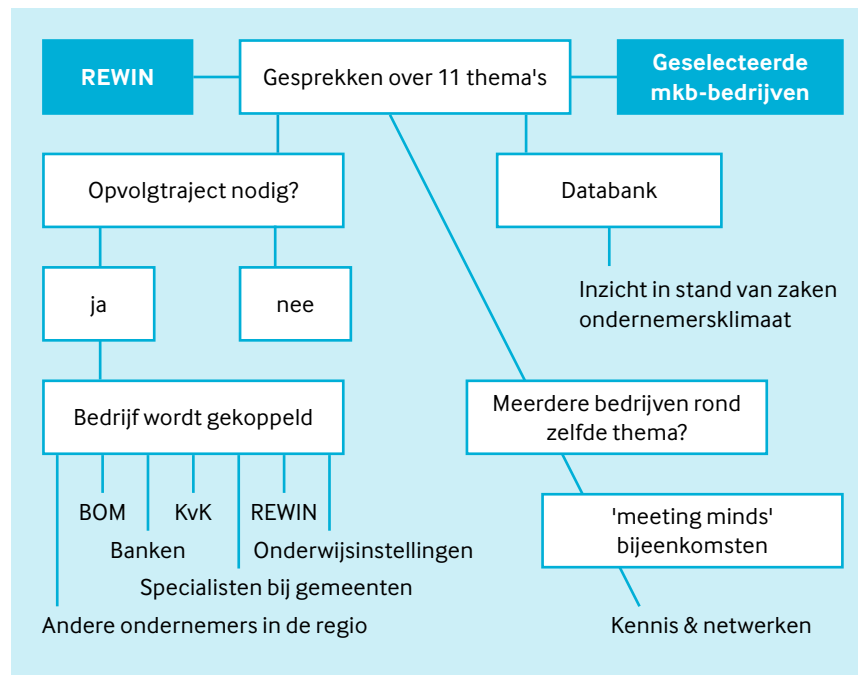 REWIN
Gesprekken over 11 thema's
Geselecteerde
mkb-bedrijven
Opvolgtraject nodig?
Databank
ja
nee
Inzicht in stand van zaken
ondernemersklimaat
Bedrijf wordt gekoppeld
Meerdere bedrijven rond
zelfde thema?
BOM
KvK
REWIN
Banken
Onderwijsinstellingen
Specialisten bij gemeenten
Andere ondernemers in de regio
'meeting minds'
bijeenkomsten
Kennis & netwerken